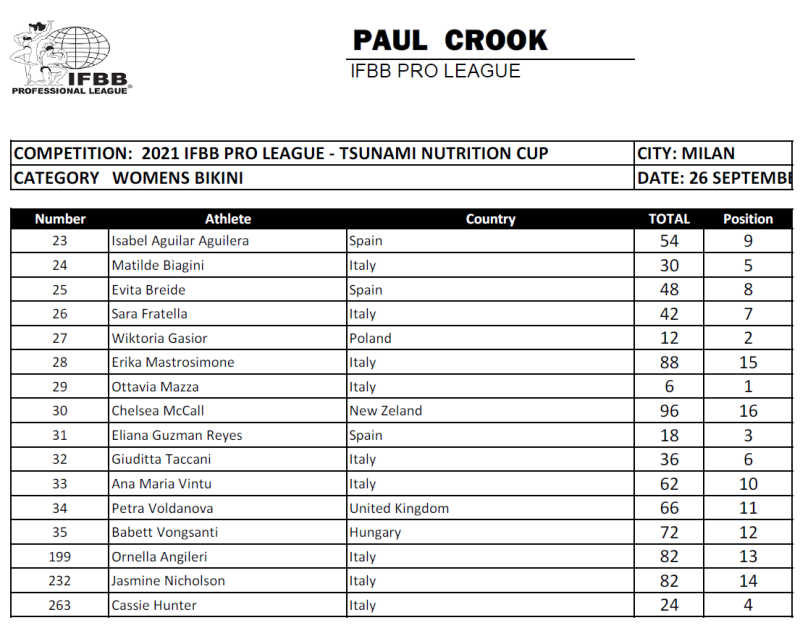 IFBB
PROFESSIONAL LEAGUE®
PAUL CROOK
IFBB PRO LEAGUE
COMPETITION: 2021 IFBB PRO LEAGUE - TSUNAMI NUTRITION CUP CITY: MILAN
CATEGORY WOMENS BIKINI DATE: 26 SEPTEMBE
Number Athlete Country TOTAL Position
23 Isabel Aguilar Aguilera Spain 54 9
24 Matilde Biagini Italy 30 5
25 Evita Breide Spain 48 8
26 Sara Fratella Italy 42 7
27 Wiktoria Gasior Poland 12 2
28 Erika Mastrosimone Italy 88 15
29 Ottavia Mazza Italy 6 1
30 Chelsea McCall New Zeland 96 16
31 Eliana Guzman Reyes Spain 18 3
32 Giuditta Taccani Italy 36 6
33 Ana Maria Vintu Italy 62 10
34 Petra Voldanova United Kingdom 66 11
35 Babett Vongsanti Hungary 72 12
199 Ornella Angileri Italy 82 13
232 Jasmine Nicholson Italy 82 14
263 Cassie Hunter Italy 24 4